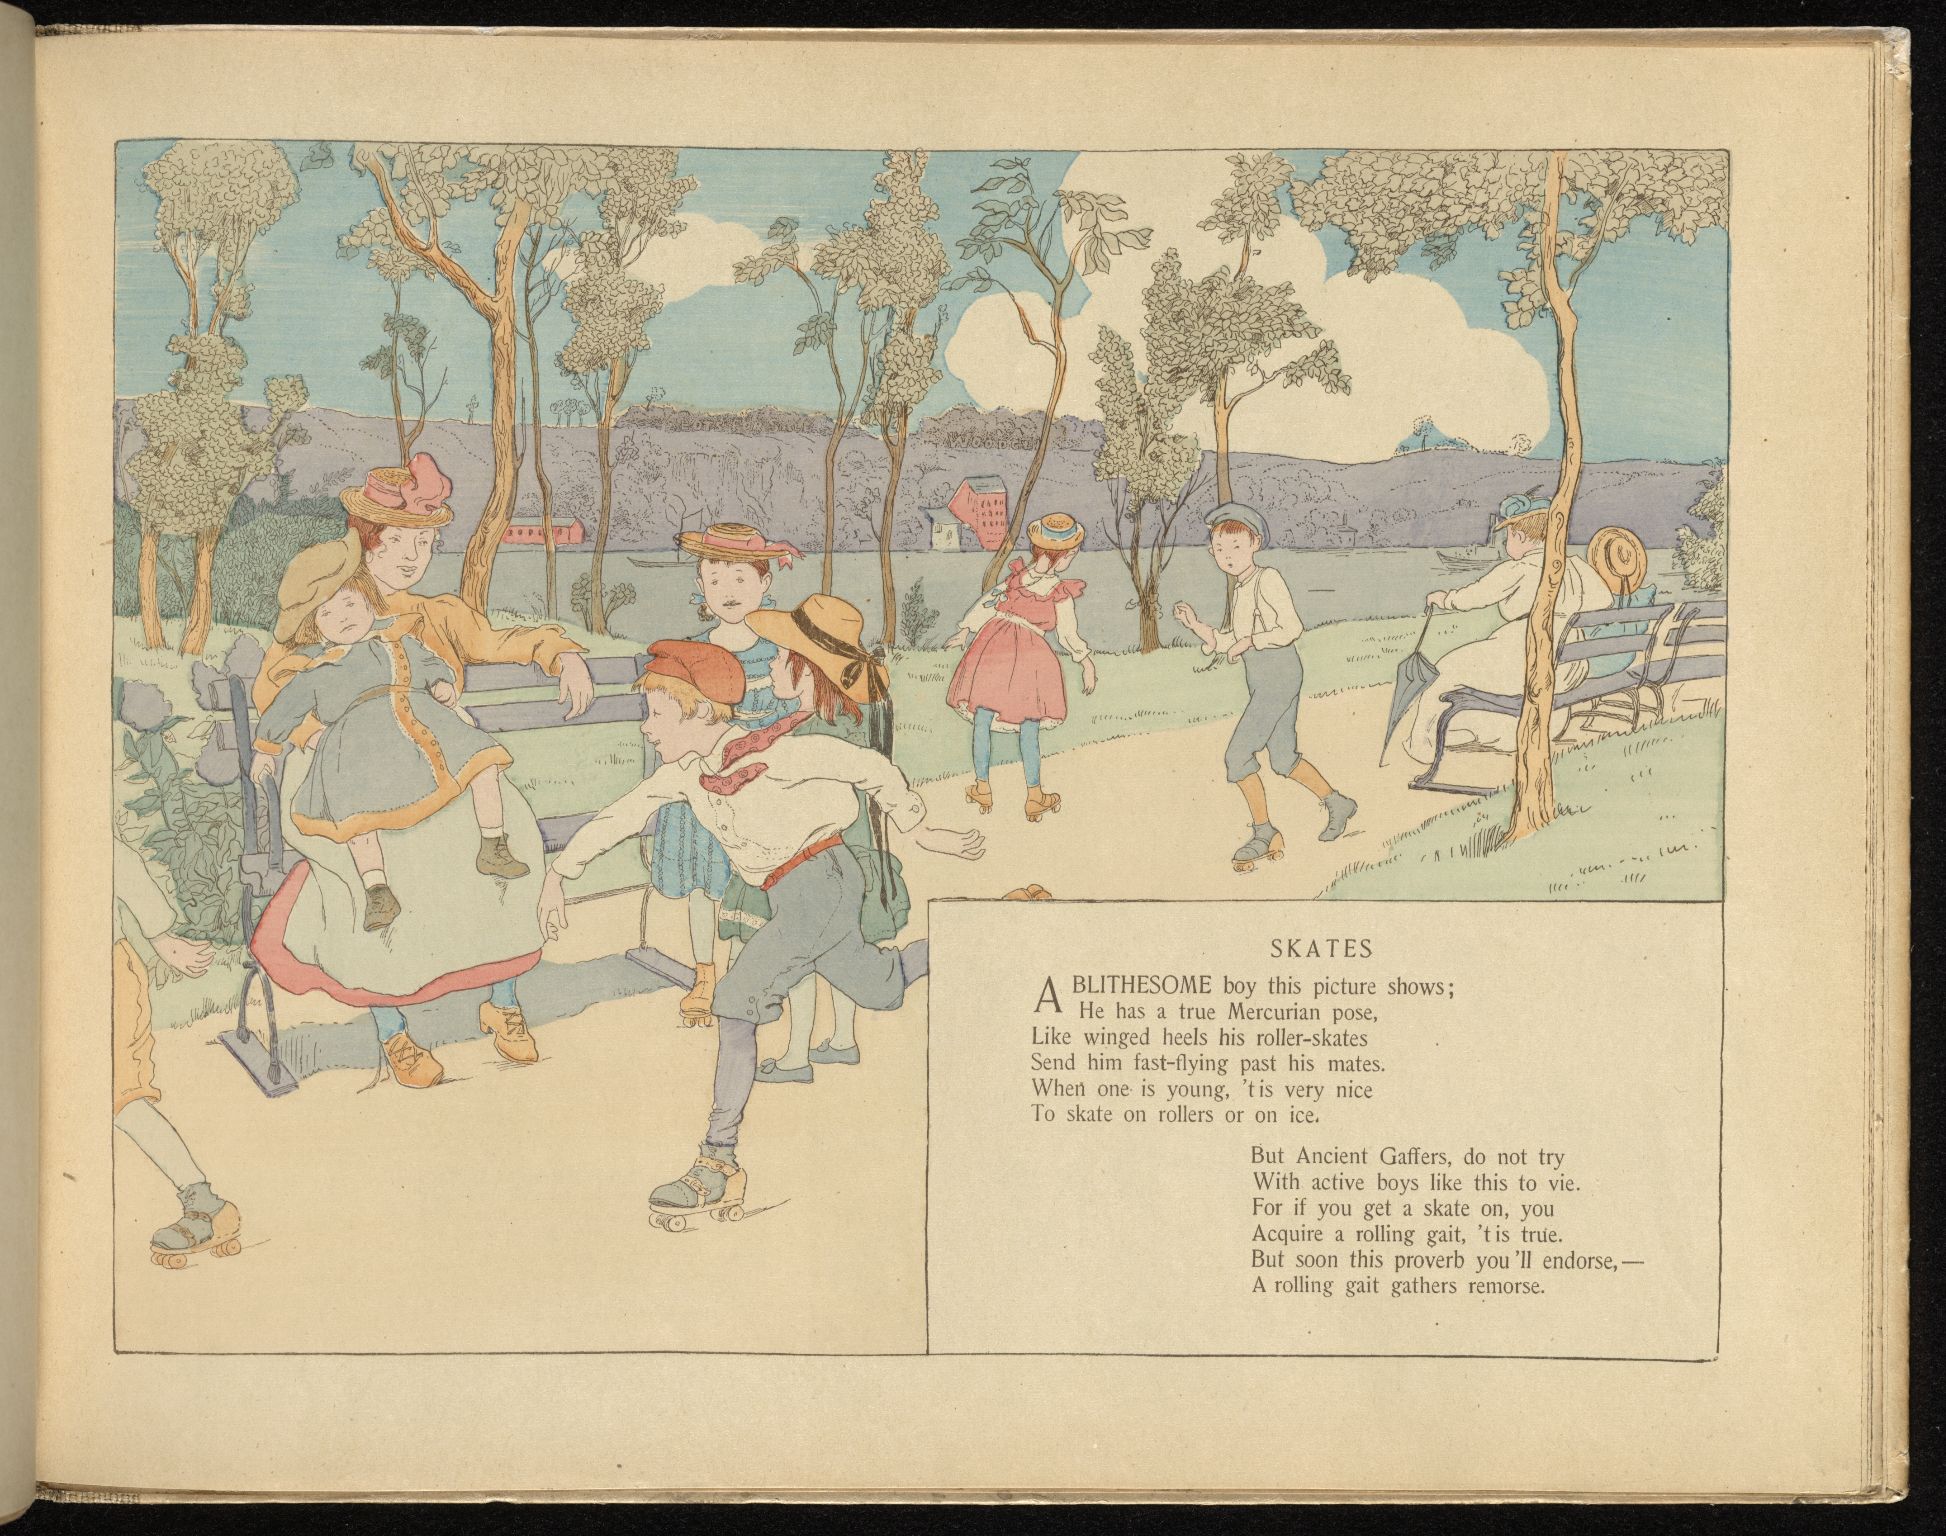 SKATES
A BLITHESOME boy this picture shows;
He has a true Mercurian pose,
Like winged heels his roller-skates
Send him fast-flying past his mates.
When one is young, 'tis very nice
To skate on rollers or on ice.
But Ancient Gaffers, do not try
With active boys like this to vie.
For if you get a skate on, you
Acquire a rolling gait, 'tis true.
But soon this proverb you'll endorse,—
A rolling gait gathers remorse.